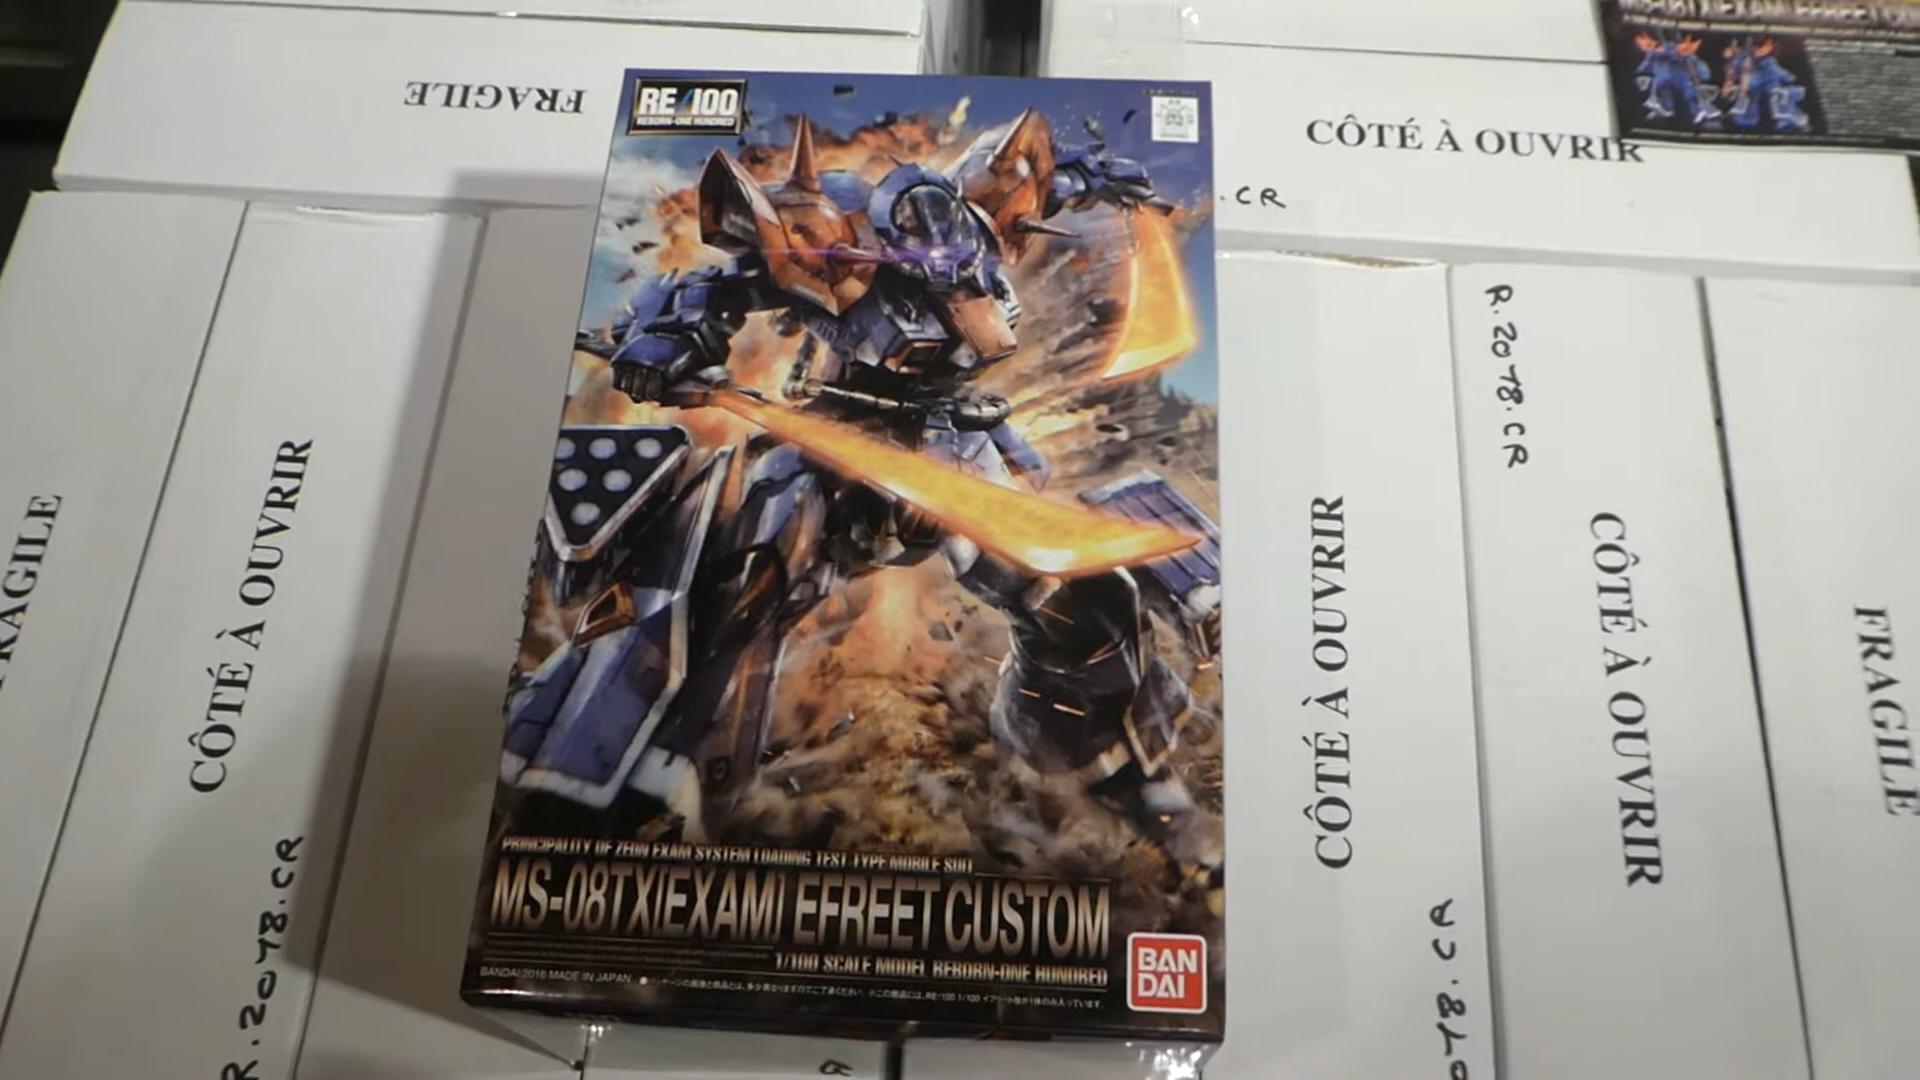 FRAGILE
RE/100
REBORN-ONE HUNDRED
CÔTÉ À OUVRIR
.CR
R.2078.CR
FRAGILE
CÔTÉ À OUVRIR
CÔTÉ À OUVRIR
CÔTÉ À OUVRIR
FRAGILE
R.2078.CR
PRINCIPALITY OF ZEON EXAM SYSTEM LOADING TEST TYPE MOBILE SUIT
MS-08TX[EXAM] EFREET CUSTOM
1/100 SCALE MODEL REBORN-ONE HUNDRED
BANDAI 2016 MADE IN JAPAN
BAN
DAI